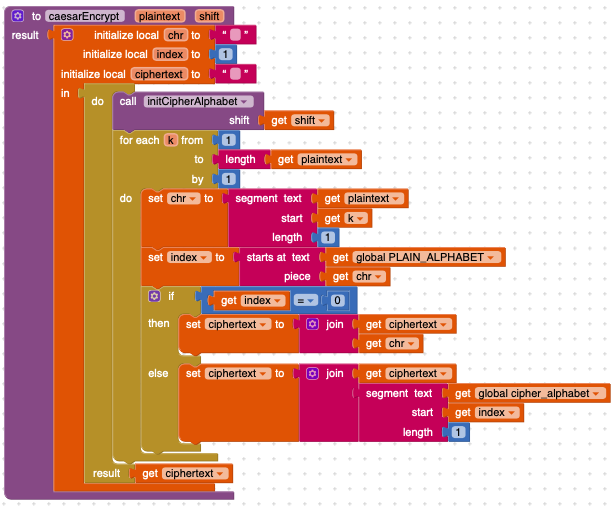 to caesarEncrypt plaintext shift
result initialize local chr to " "
initialize local index to 1
initialize local ciphertext to " "
in do call initCipherAlphabet
shift get shift
for each k from 1
to length get plaintext
by 1
do set chr to segment text get plaintext
start get k
length 1
set index to starts at text get global PLAIN_ALPHABET
piece get chr
if get index = 0
then set ciphertext to join get ciphertext
get chr
else set ciphertext to join get ciphertext
segment text get global cipher_alphabet
start get index
length 1
result get ciphertext